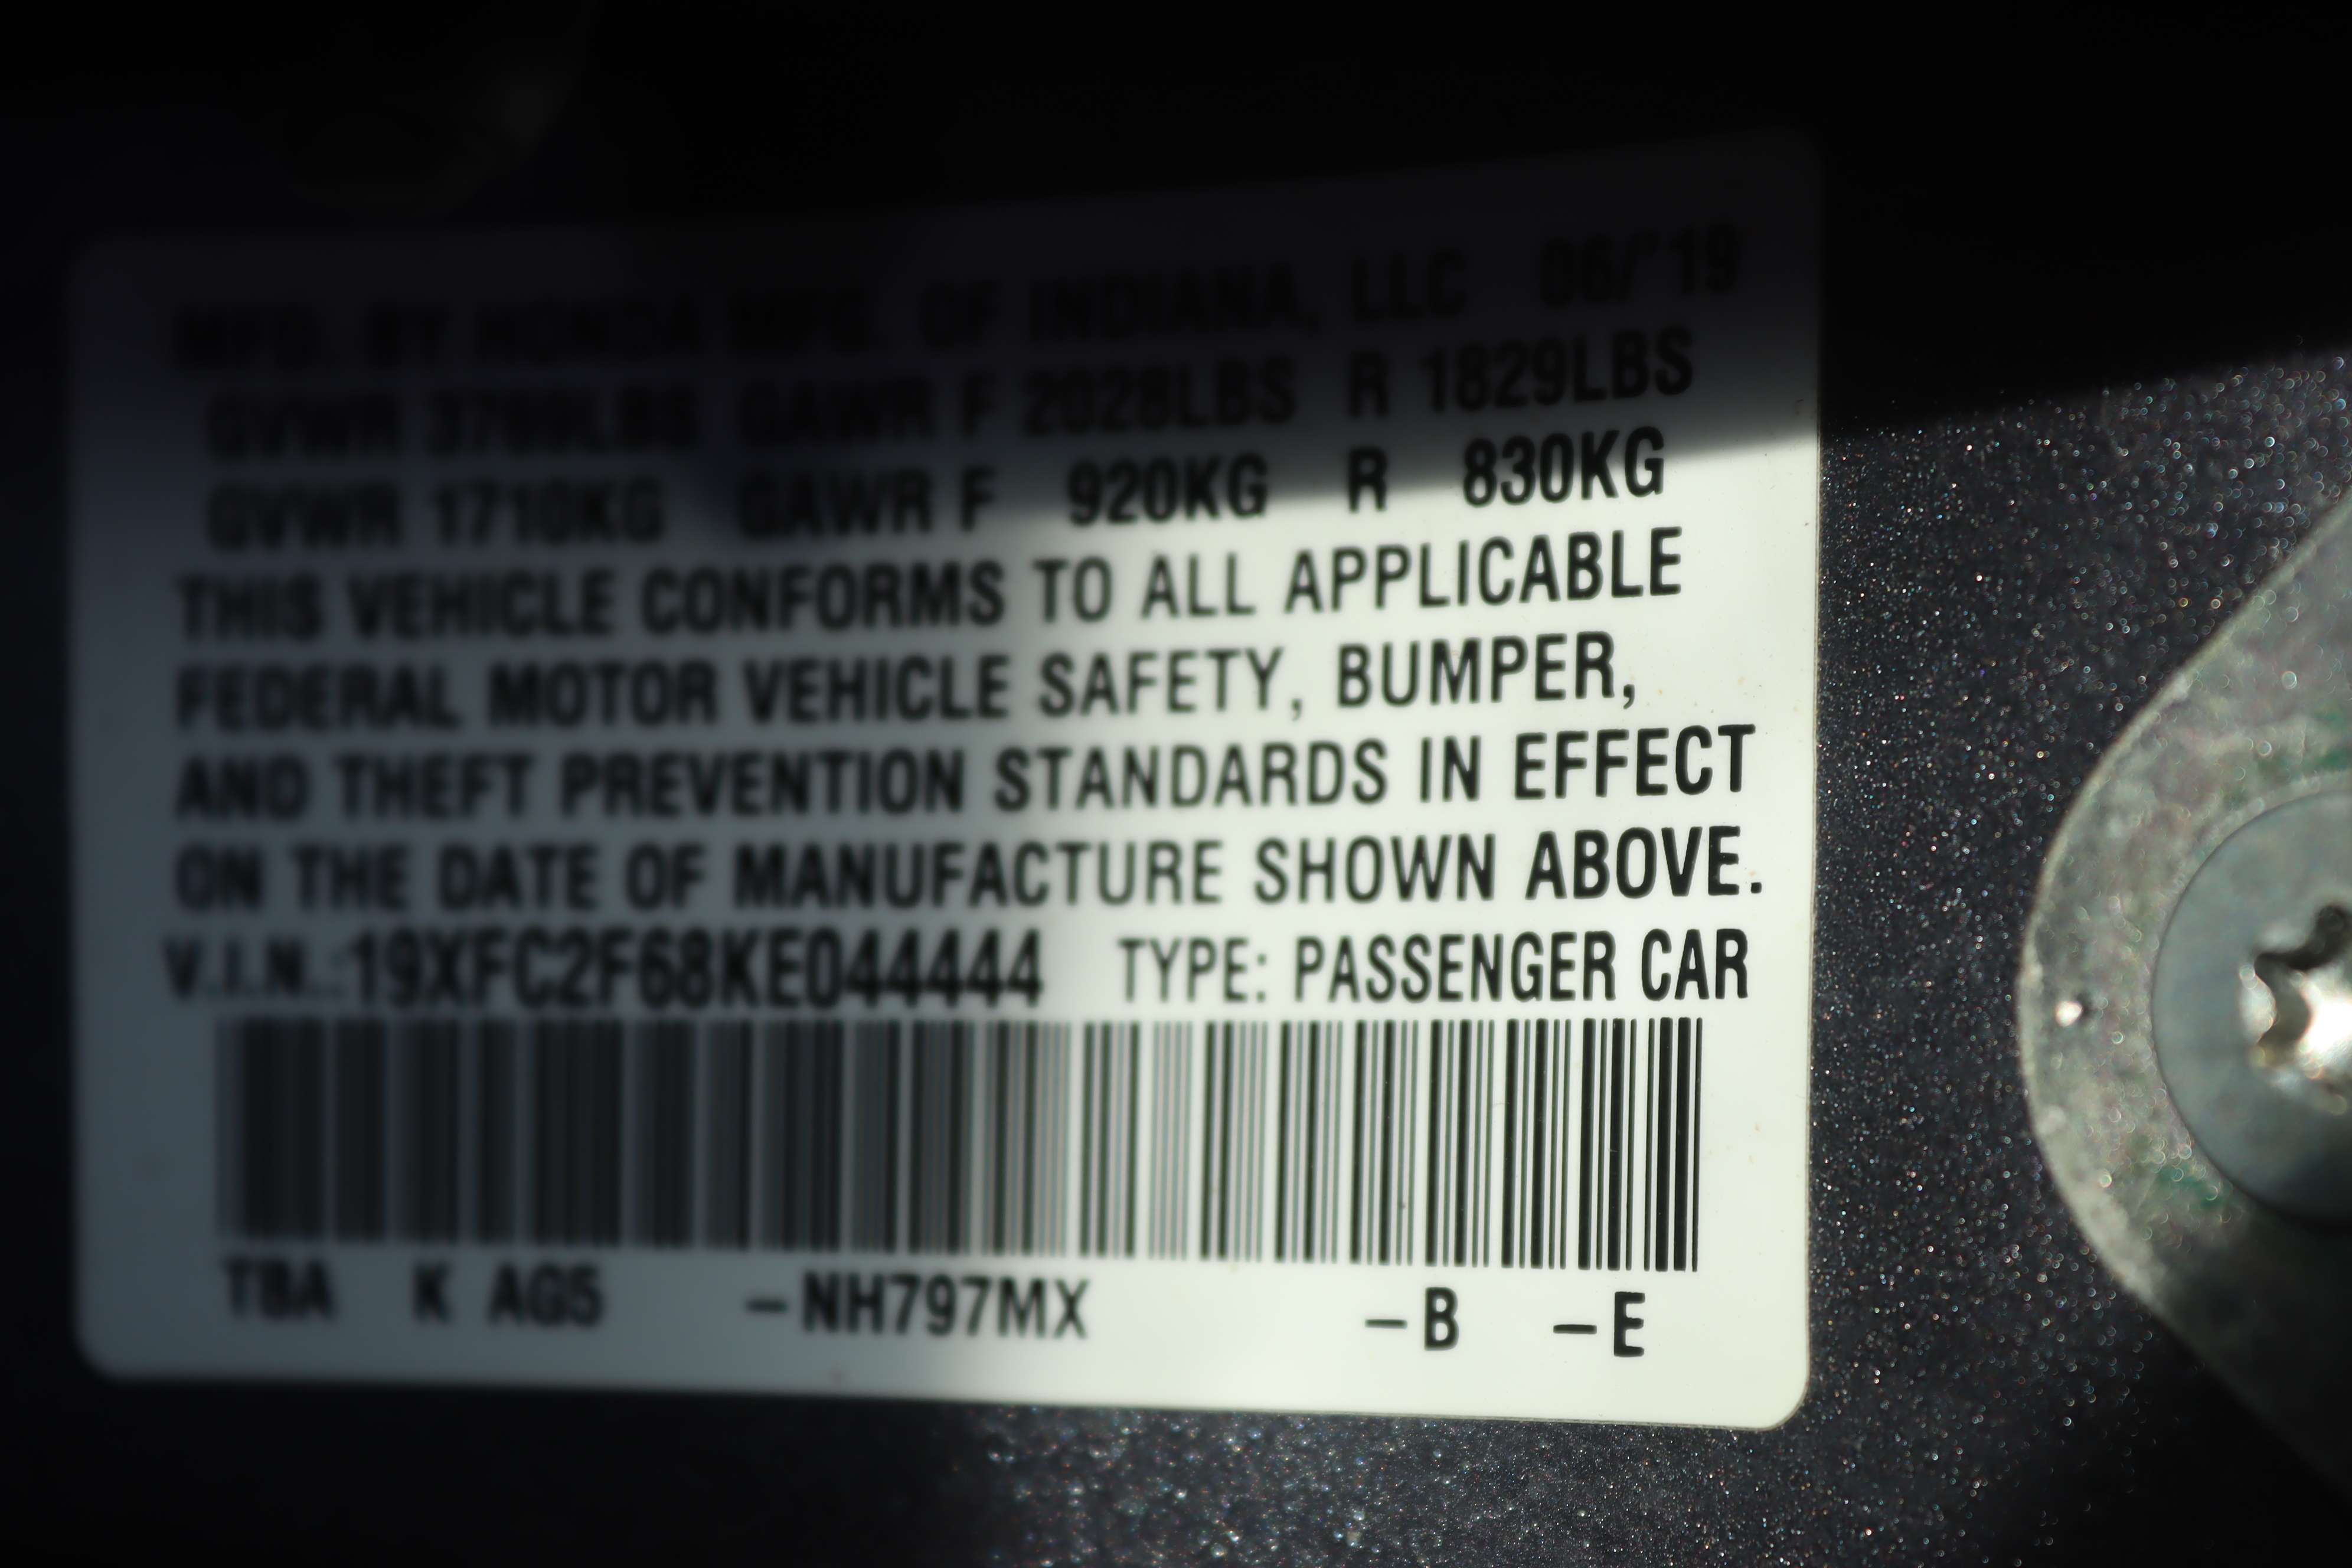 MFD. BY HONDA MFG. OF INDIANA, LLC 06/'19
GVWR 3769LBS GAWR F 2028LBS R 1829LBS
GVWR 1710KG GAWR F 920KG R 830KG
THIS VEHICLE CONFORMS TO ALL APPLICABLE
FEDERAL MOTOR VEHICLE SAFETY, BUMPER,
AND THEFT PREVENTION STANDARDS IN EFFECT
ON THE DATE OF MANUFACTURE SHOWN ABOVE.
V.I.N.:19XFC2F68KE044444 TYPE: PASSENGER CAR
TBA K AG5 -NH797MX -B -E